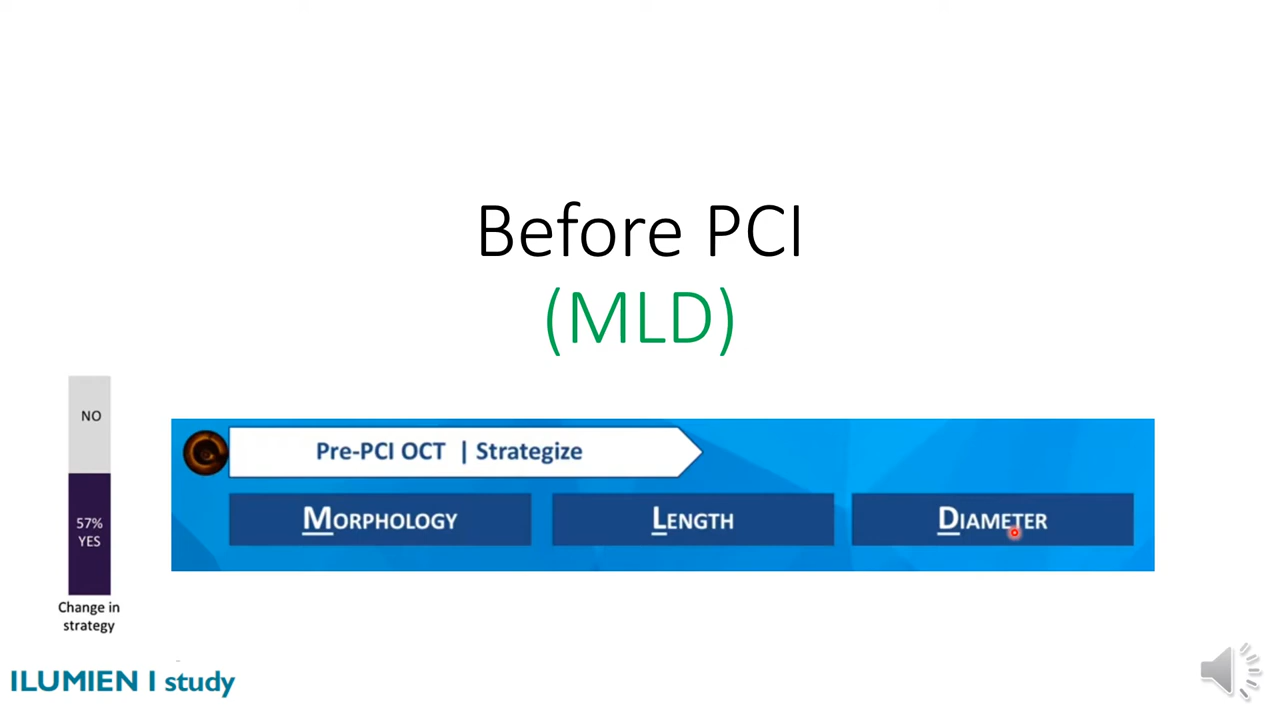 Before PCI
(MLD)
NO
57%
YES
Change in
strategy
Pre-PCI OCT | Strategize
MORPHOLOGY
LENGTH
DIAMETER
ILUMIEN I study